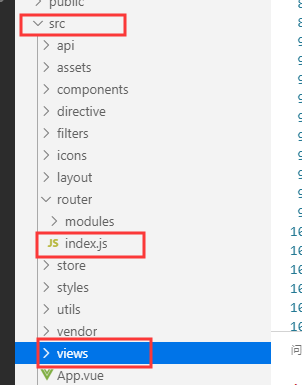 public
src
api
assets
components
directive
filters
icons
layout
router
modules
JS index.js
store
styles
utils
vendor
views
App.vue
问